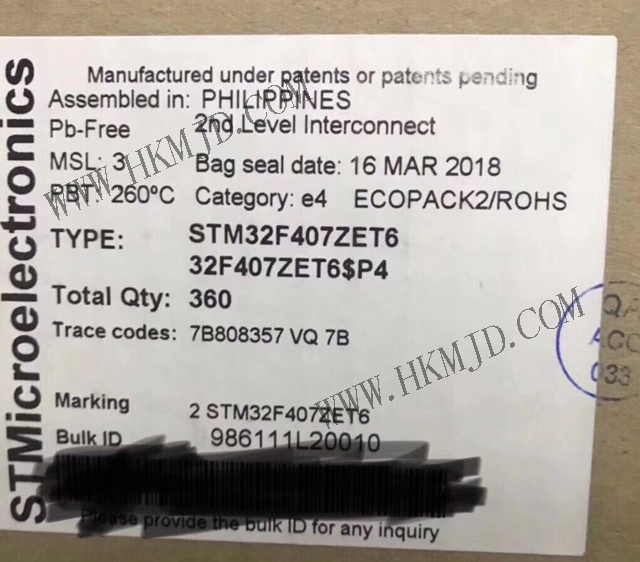 STMicroelectronics
Manufactured under patents or patents pending
Assembled in: PHILIPPINES
Pb-Free 2nd Level Interconnect
MSL: 3 Bag seal date: 16 MAR 2018
PBT: 260ºC Category: e4 ECOPACK2/ROHS
TYPE: STM32F407ZET6
32F407ZET6$P4
Total Qty: 360
Trace codes: 7B808357 VQ 7B
Marking 2 STM32F407ZET6
Bulk ID 986111L20010
Please provide the bulk ID for any inquiry
WWW.HKMJD.COM
WWW.HKMJD.COM
QA
ACC
033